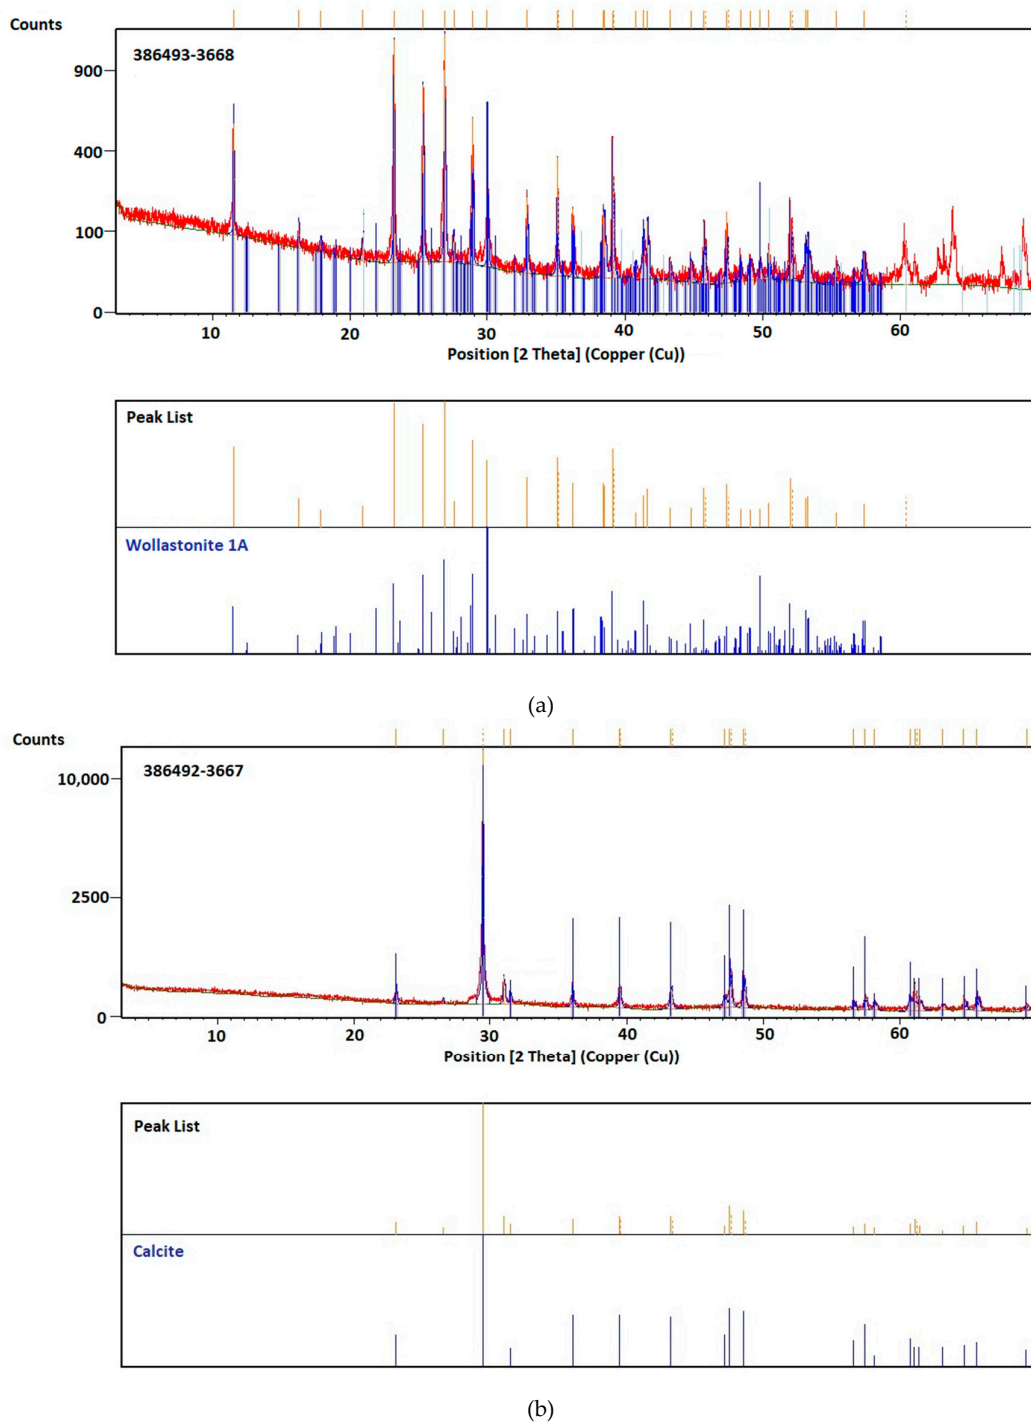 Counts
386493-3668
900
400
100
0
10 20 30 40 50 60
Position [2 Theta] (Copper (Cu))
Peak List
Wollastonite 1A
(a)
Counts
386492-3667
10,000
2500
0
10 20 30 40 50 60
Position [2 Theta] (Copper (Cu))
Peak List
Calcite
(b)